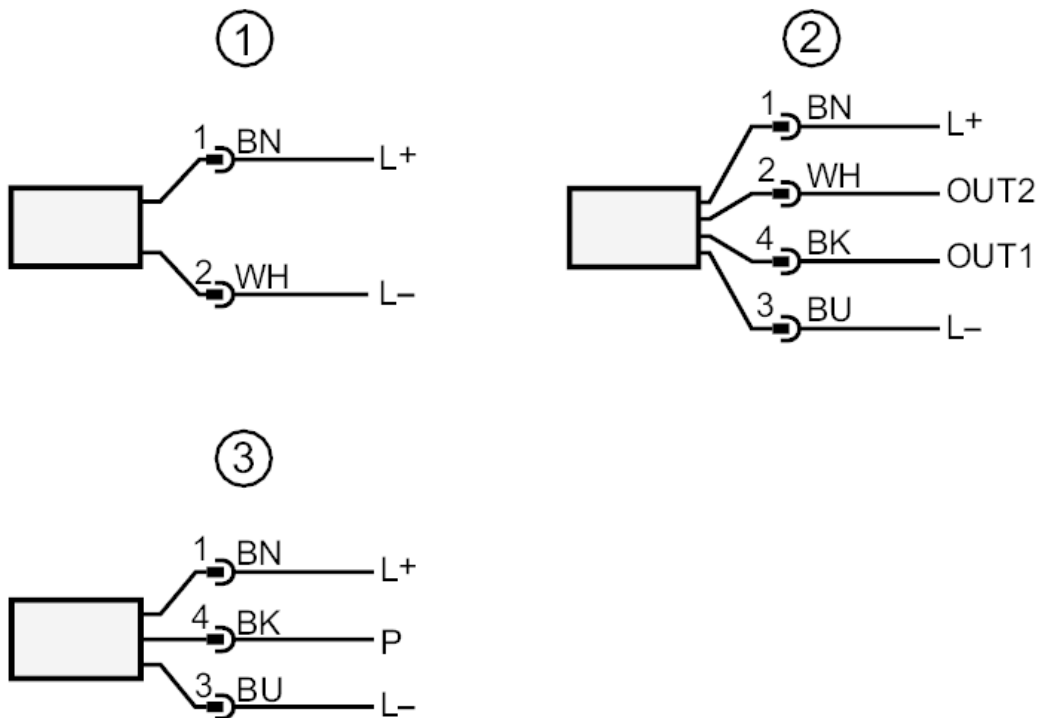 1
1 BN L+
2 WH L–
2
1 BN L+
2 WH OUT2
4 BK OUT1
3 BU L–
3
1 BN L+
4 BK P
3 BU L–